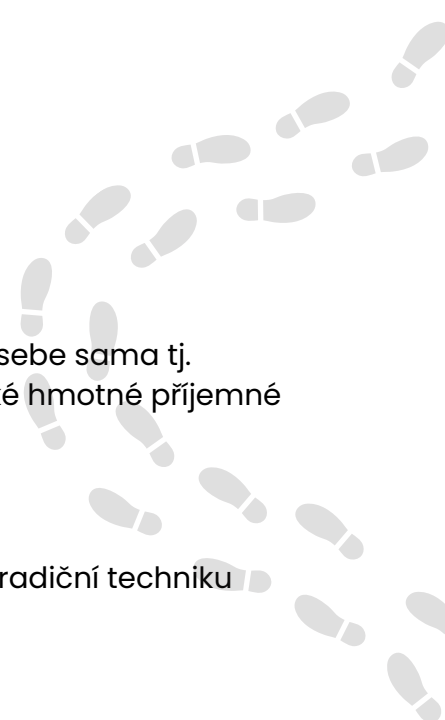 sebe sama tj.
é hmotné příjemné
radiční techniku